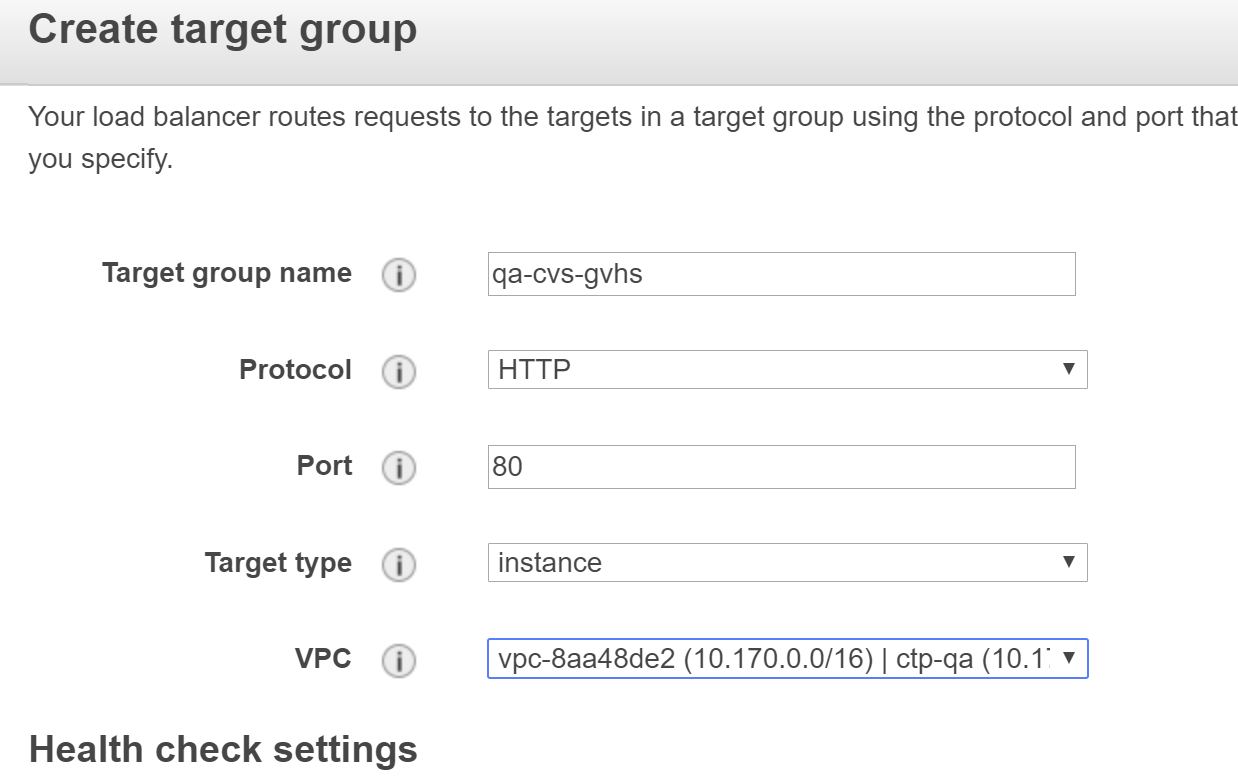 Create target group
Your load balancer routes requests to the targets in a target group using the protocol and port that
you specify.
Target group name qa-cvs-gvhs
Protocol HTTP
Port 80
Target type instance
VPC vpc-8aa48de2 (10.170.0.0/16) | ctp-qa (10.1
Health check settings